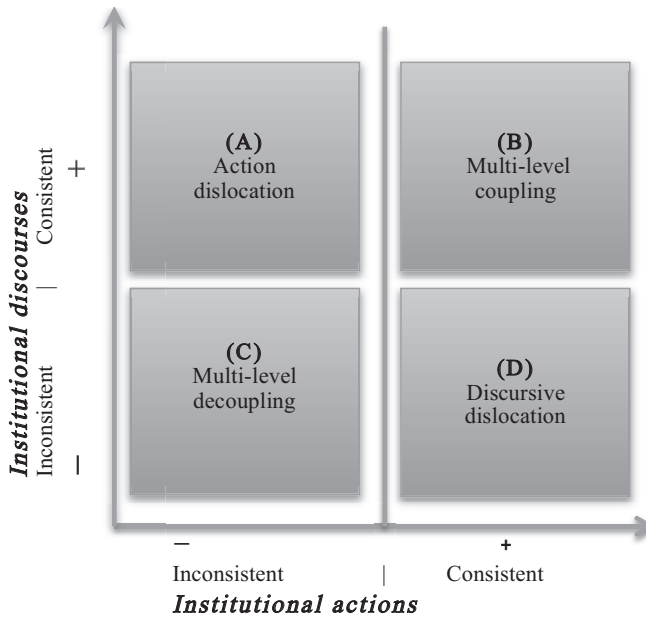 (A)
Action
dislocation
(B)
Multi-level
coupling
(C)
Multi-level
decoupling
(D)
Discursive
dislocation
Institutional discourses
Inconsistent | Consistent
− +
− +
Inconsistent | Consistent
Institutional actions